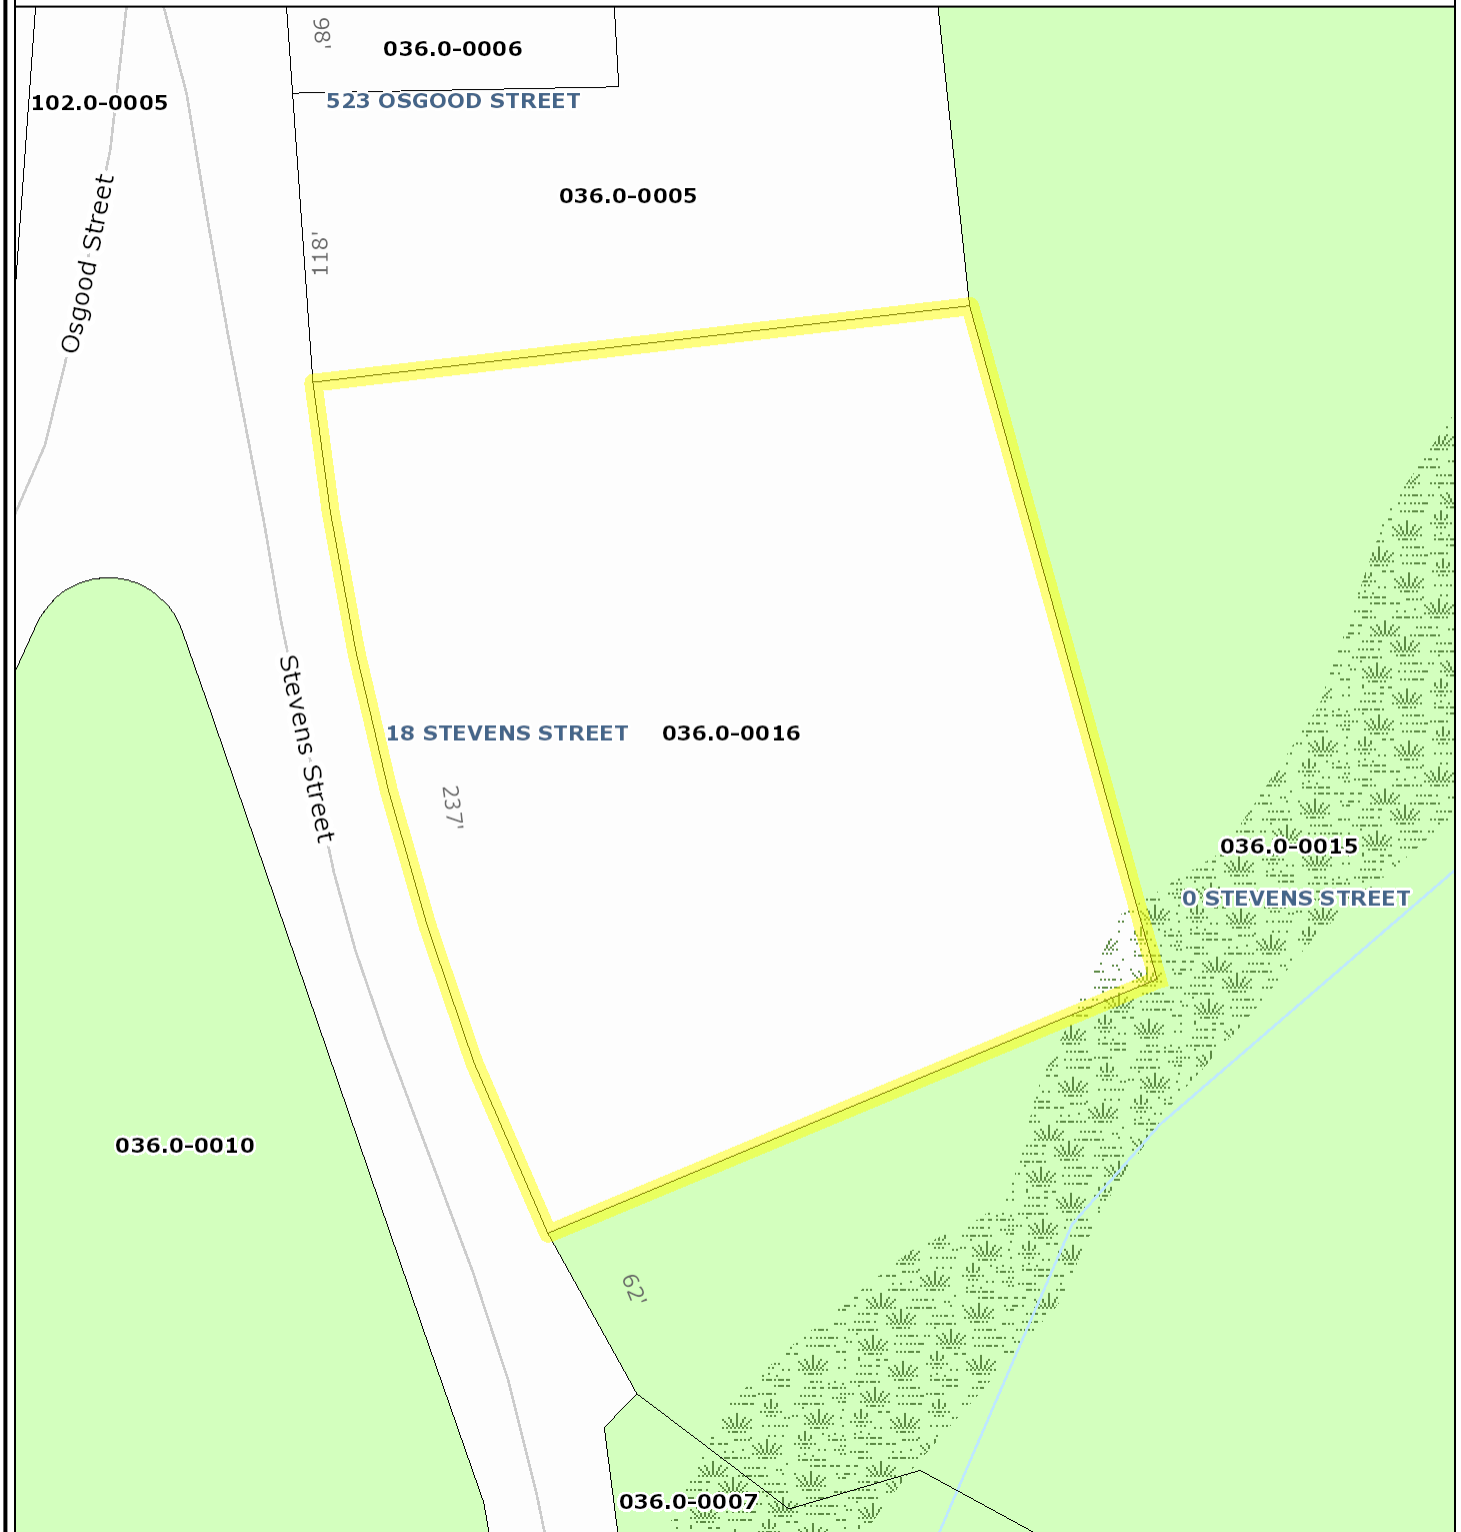 86'
036.0-0006
102.0-0005
523 OSGOOD STREET
036.0-0005
Osgood Street
118'
Stevens Street
18 STEVENS STREET
036.0-0016
237'
036.0-0015
0 STEVENS STREET
036.0-0010
62'
036.0-0007